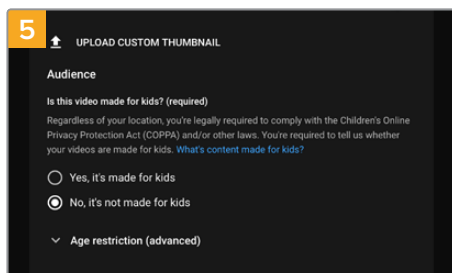 5
UPLOAD CUSTOM THUMBNAIL
Audience
Is this video made for kids? (required)
Regardless of your location, you're legally required to comply with the Children's Online
Privacy Protection Act (COPPA) and/or other laws. You're required to tell us whether
your videos are made for kids. What's content made for kids?
Yes, it's made for kids
No, it's not made for kids
Age restriction (advanced)